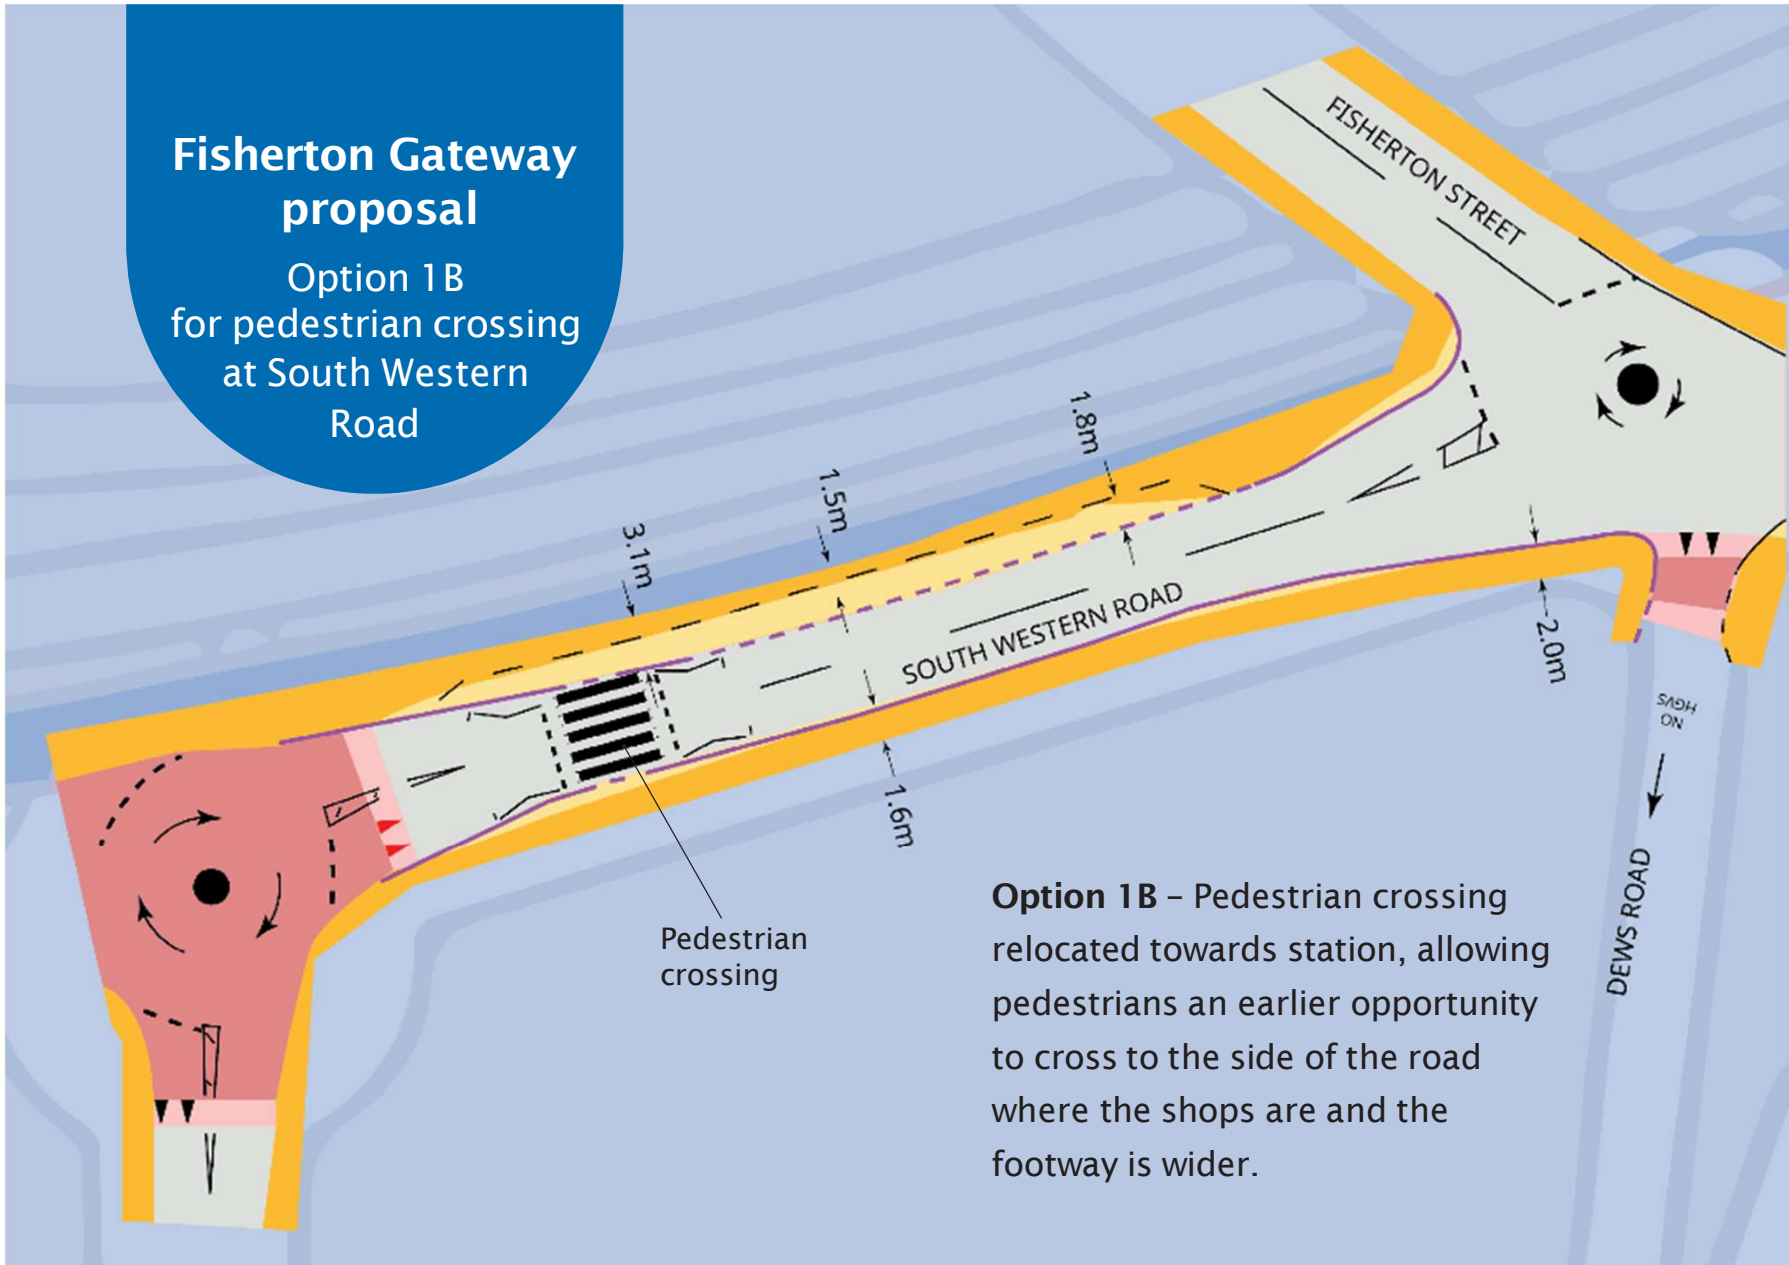 Fisherton Gateway
proposal
Option 1B
for pedestrian crossing
at South Western
Road
FISHERTON STREET
1.8m
1.5m
3.1m
SOUTH WESTERN ROAD
2.0m
1.6m
NO
HGVS
DEWS ROAD
Pedestrian
crossing
Option 1B – Pedestrian crossing
relocated towards station, allowing
pedestrians an earlier opportunity
to cross to the side of the road
where the shops are and the
footway is wider.